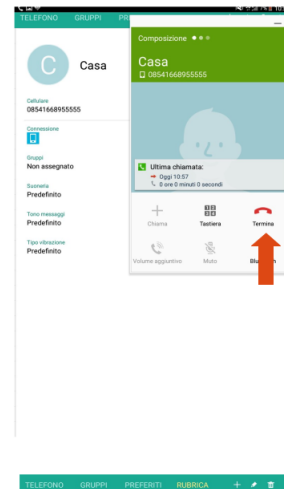 TELEFONO GRUPPI PR
C
Casa
Cellulare
08541668955555
Connessione
Gruppi
Non assegnato
Suoneria
Predefinito
Tono messaggi
Predefinito
Tipo vibrazione
Predefinito
Composizione
Casa
08541668955555
Ultima chiamata:
Oggi 10:57
0 ore 0 minuti 0 secondi
Chiama Tastiera Termina
Volume aggiuntivo Muto
TELEFONO GRUPPI PREFERITI RUBRICA